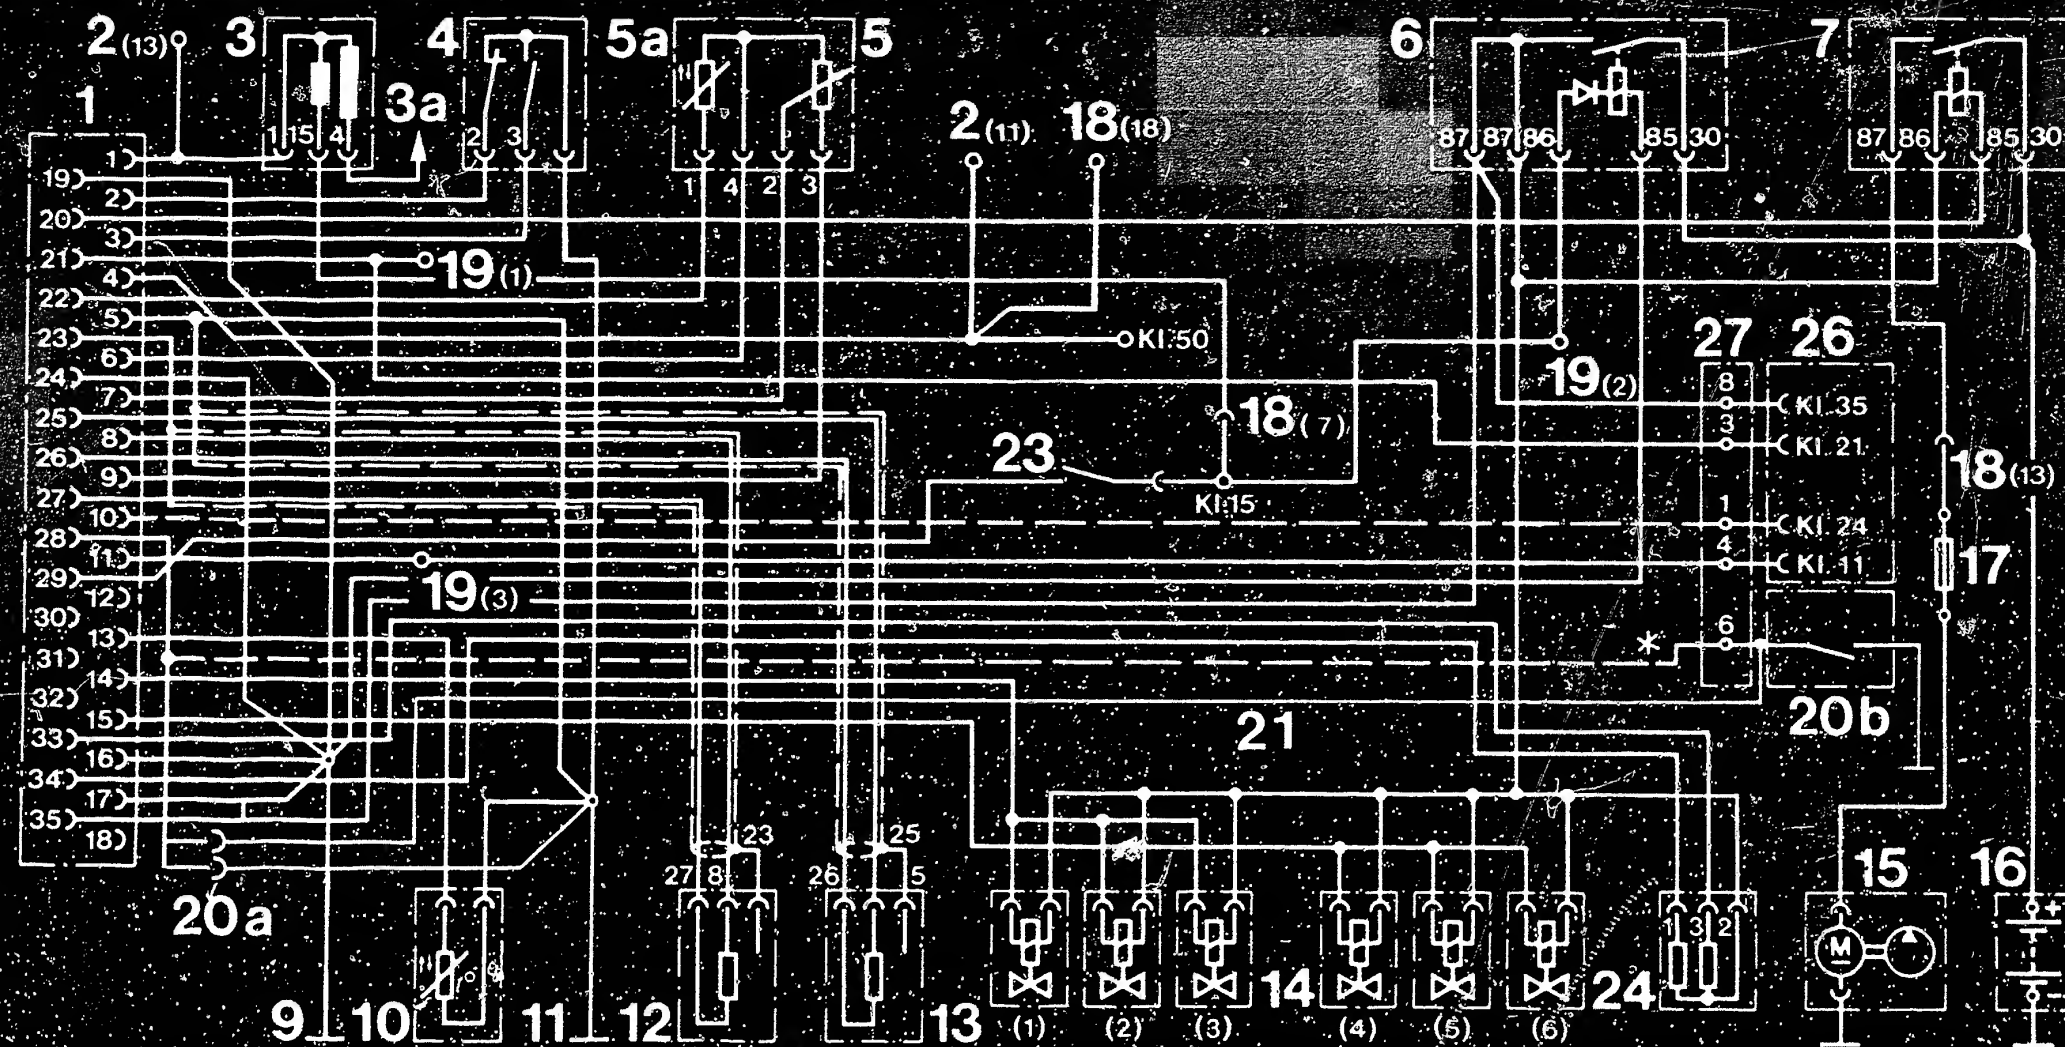 2 (13) 3 4 5a 5 6 7
1 3a 2 (11) 18 (18)
1 15 4 2 3 87 87 86 85 30 87 86 85 30
1 4 2 3
1
19
2
20
3
21
4
22
5
23
6
24
7
25
8
26
9
27
10
28
11
29
12
30
13
31
14
32
15
33
16
34
17
35
18
19 (1)
Kl.50
27 26
19 (2)
8 Kl.35
18 (7)
3 Kl.21
23
18 (13)
Kl.15
1 Kl.24
4 Kl.11
17
19 (3)
6
*
20b
21
23 25
27 8 26 5
15 16
20a
1 3 2
M
+
-
9 10 11 12 13 14 24
(1) (2) (3) (4) (5) (6)